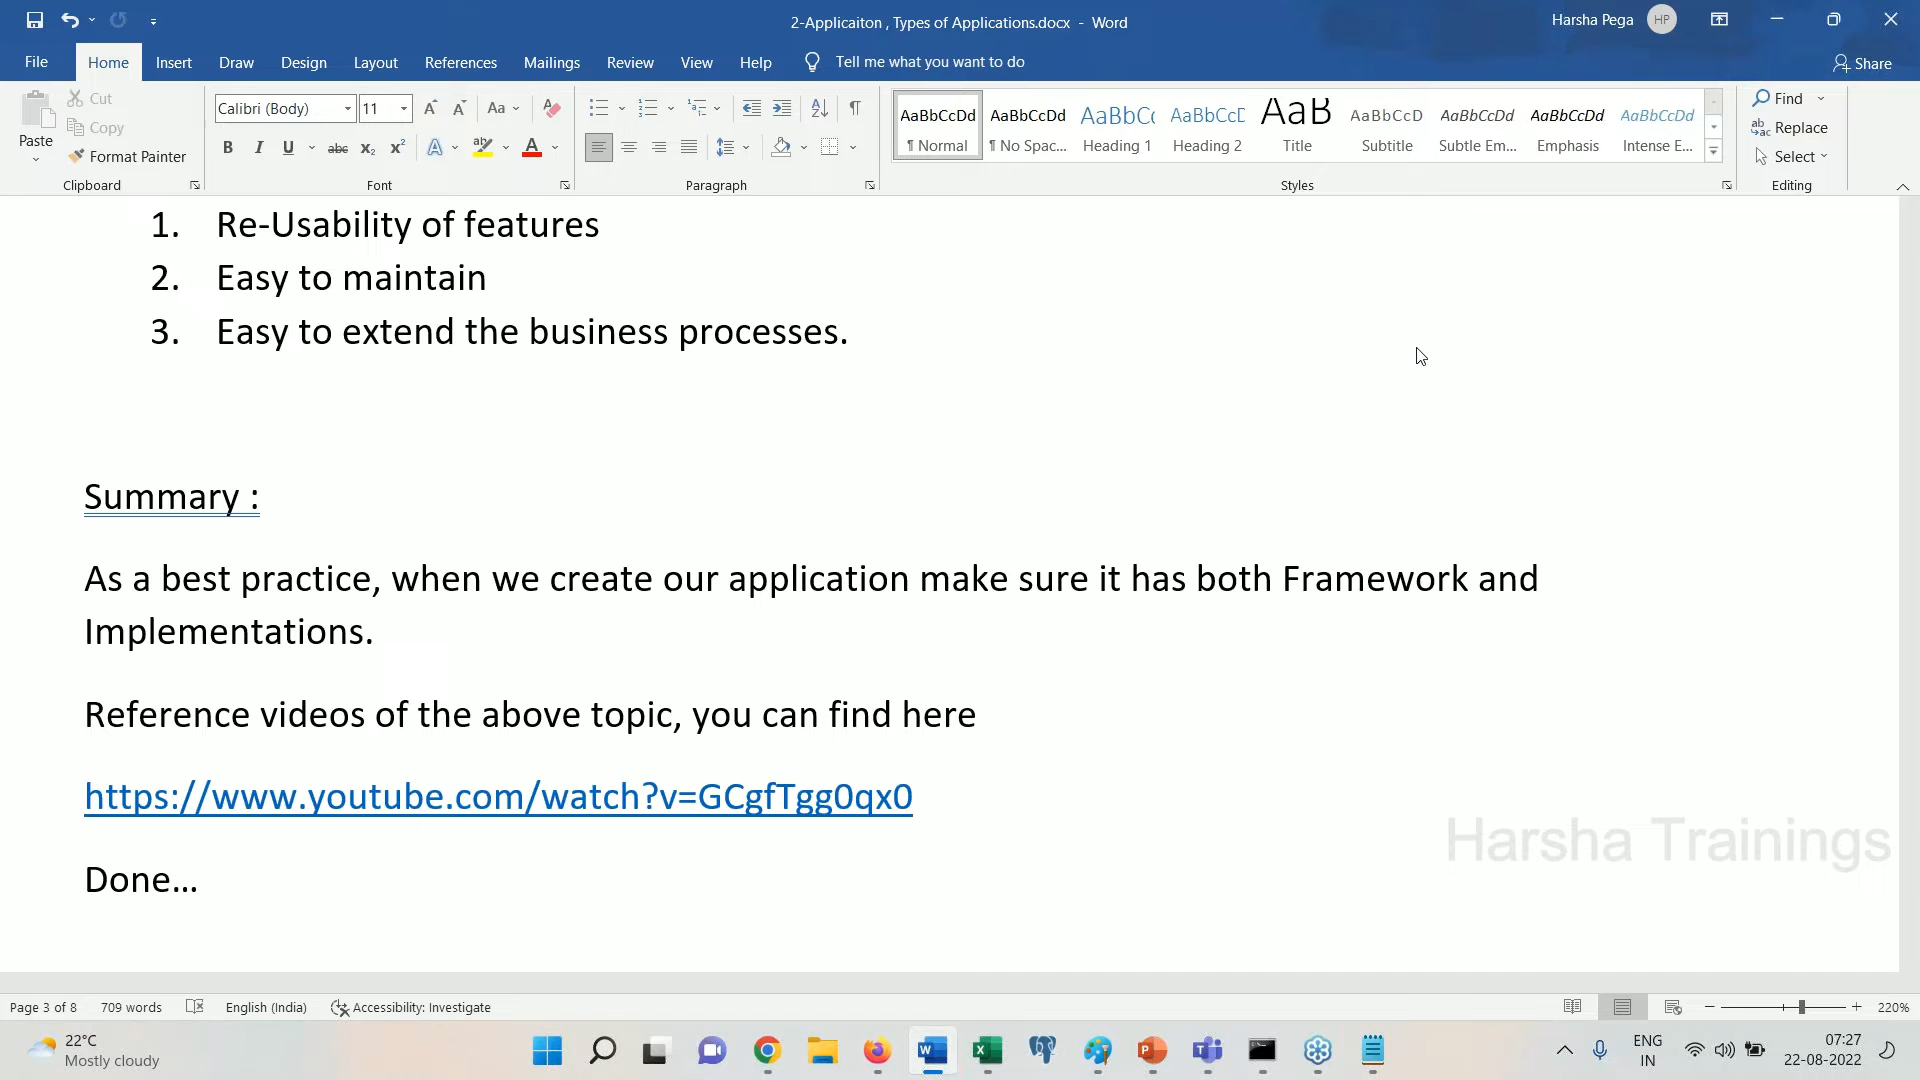 2-Applicaiton , Types of Applications.docx - Word
Harsha Pega HP
File Home Insert Draw Design Layout References Mailings Review View Help Tell me what you want to do Share
Paste
Cut
Copy
Format Painter
Clipboard
Calibri (Body) 11
Font
Paragraph
AaBbCcDd AaBbCcDd AaBbC( AaBbCcC AaB AaBbCcD AaBbCcDd AaBbCcDd AaBbCcDd
¶ Normal ¶ No Spac... Heading 1 Heading 2 Title Subtitle Subtle Em... Emphasis Intense E...
Styles
Find
Replace
Select
Editing
1. Re-Usability of features
2. Easy to maintain
3. Easy to extend the business processes.
Summary :
As a best practice, when we create our application make sure it has both Framework and
Implementations.
Reference videos of the above topic, you can find here
https://www.youtube.com/watch?v=GCgfTgg0qx0
Done...
Harsha Trainings
Page 3 of 8 709 words English (India) Accessibility: Investigate 220%
22°C
Mostly cloudy
ENG
IN
07:27
22-08-2022